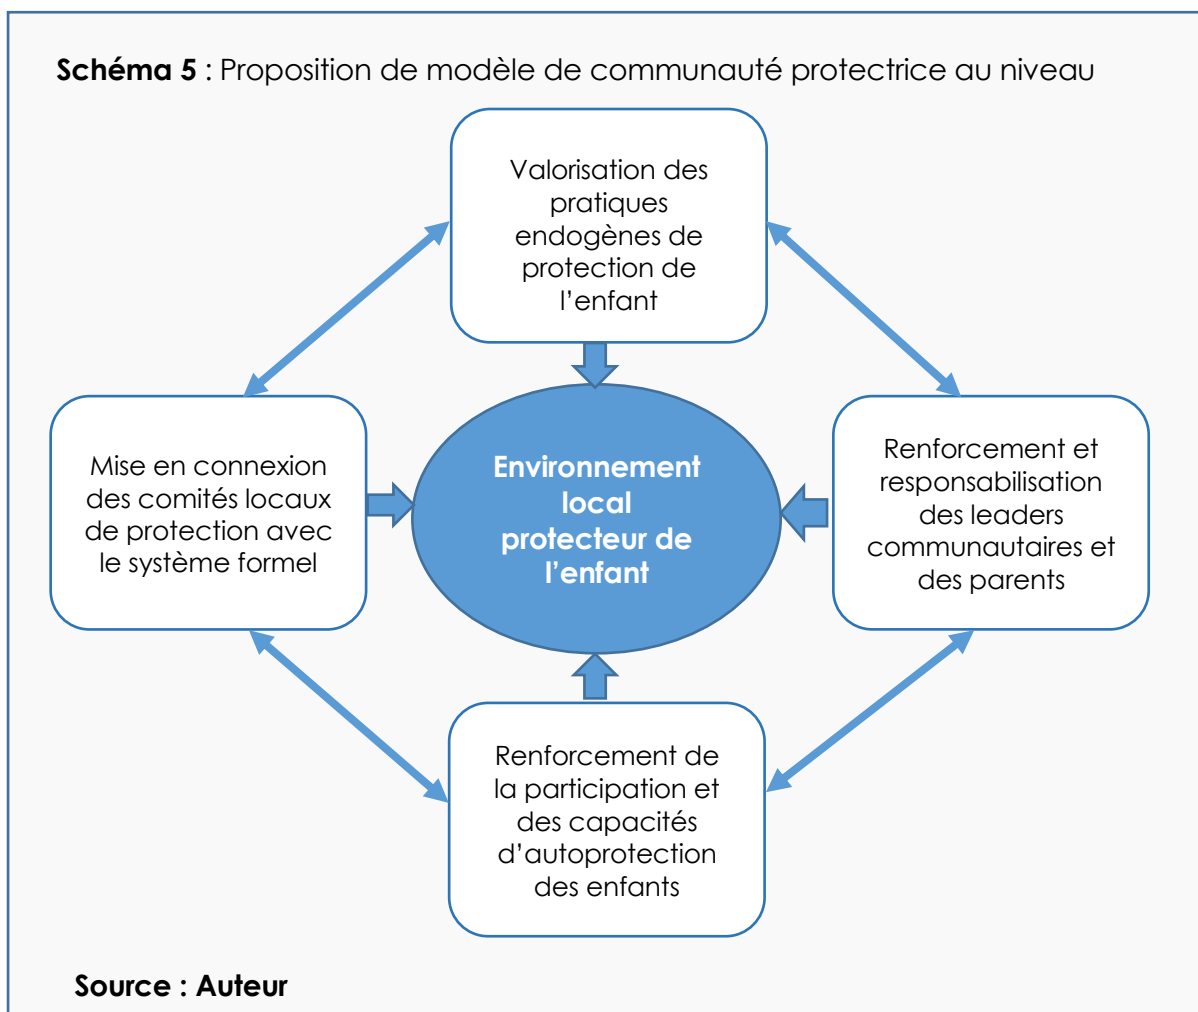 Schéma 5 : Proposition de modèle de communauté protectrice au niveau
Valorisation des
pratiques
endogènes de
protection de
l’enfant
Mise en connexion
des comités locaux
de protection avec
le système formel
Environnement
local
protecteur de
l’enfant
Renforcement et
responsabilisation
des leaders
communautaires et
des parents
Renforcement de
la participation et
des capacités
d’autoprotection
des enfants
Source : Auteur